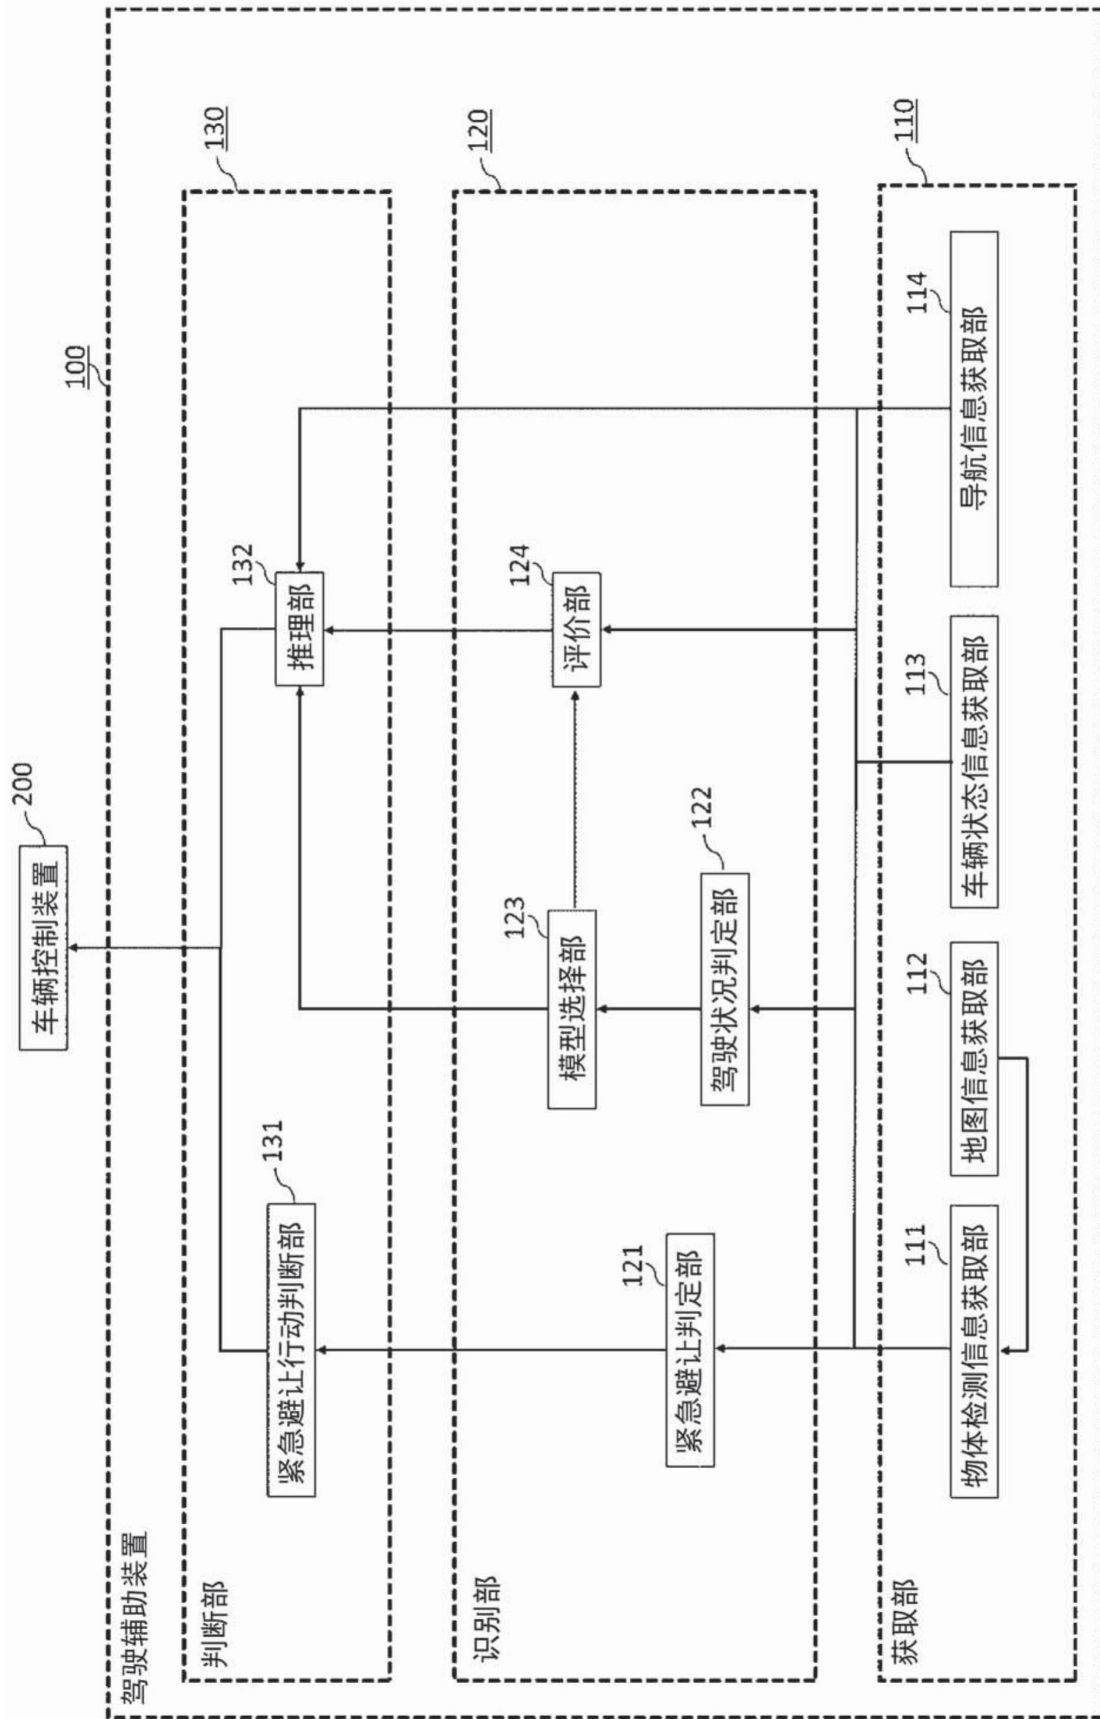 车辆控制装置
200
100
驾驶辅助装置
判断部
130
紧急避让行动判断部
131
推理部
132
识别部
120
紧急避让判定部
121
模型选择部
123
驾驶状况判定部
122
评价部
124
获取部
110
物体检测信息获取部
111
地图信息获取部
112
车辆状态信息获取部
113
导航信息获取部
114